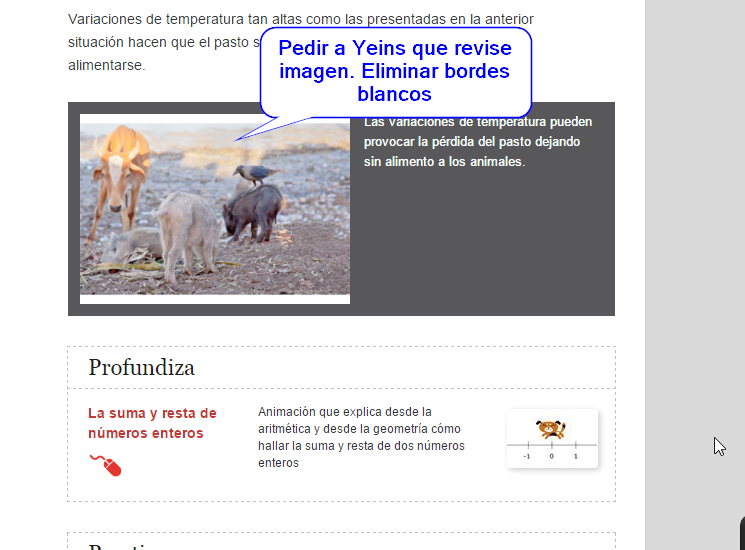 Variaciones de temperatura tan altas como las presentadas en la anterior
situación hacen que el pasto s
alimentarse.
Pedir a Yeins que revise
imagen. Eliminar bordes
blancos
Las variaciones de temperatura pueden
provocar la pérdida del pasto dejando
sin alimento a los animales.
Profundiza
La suma y resta de
números enteros
Animación que explica desde la
aritmética y desde la geometría cómo
hallar la suma y resta de dos números
enteros
-1 0 1